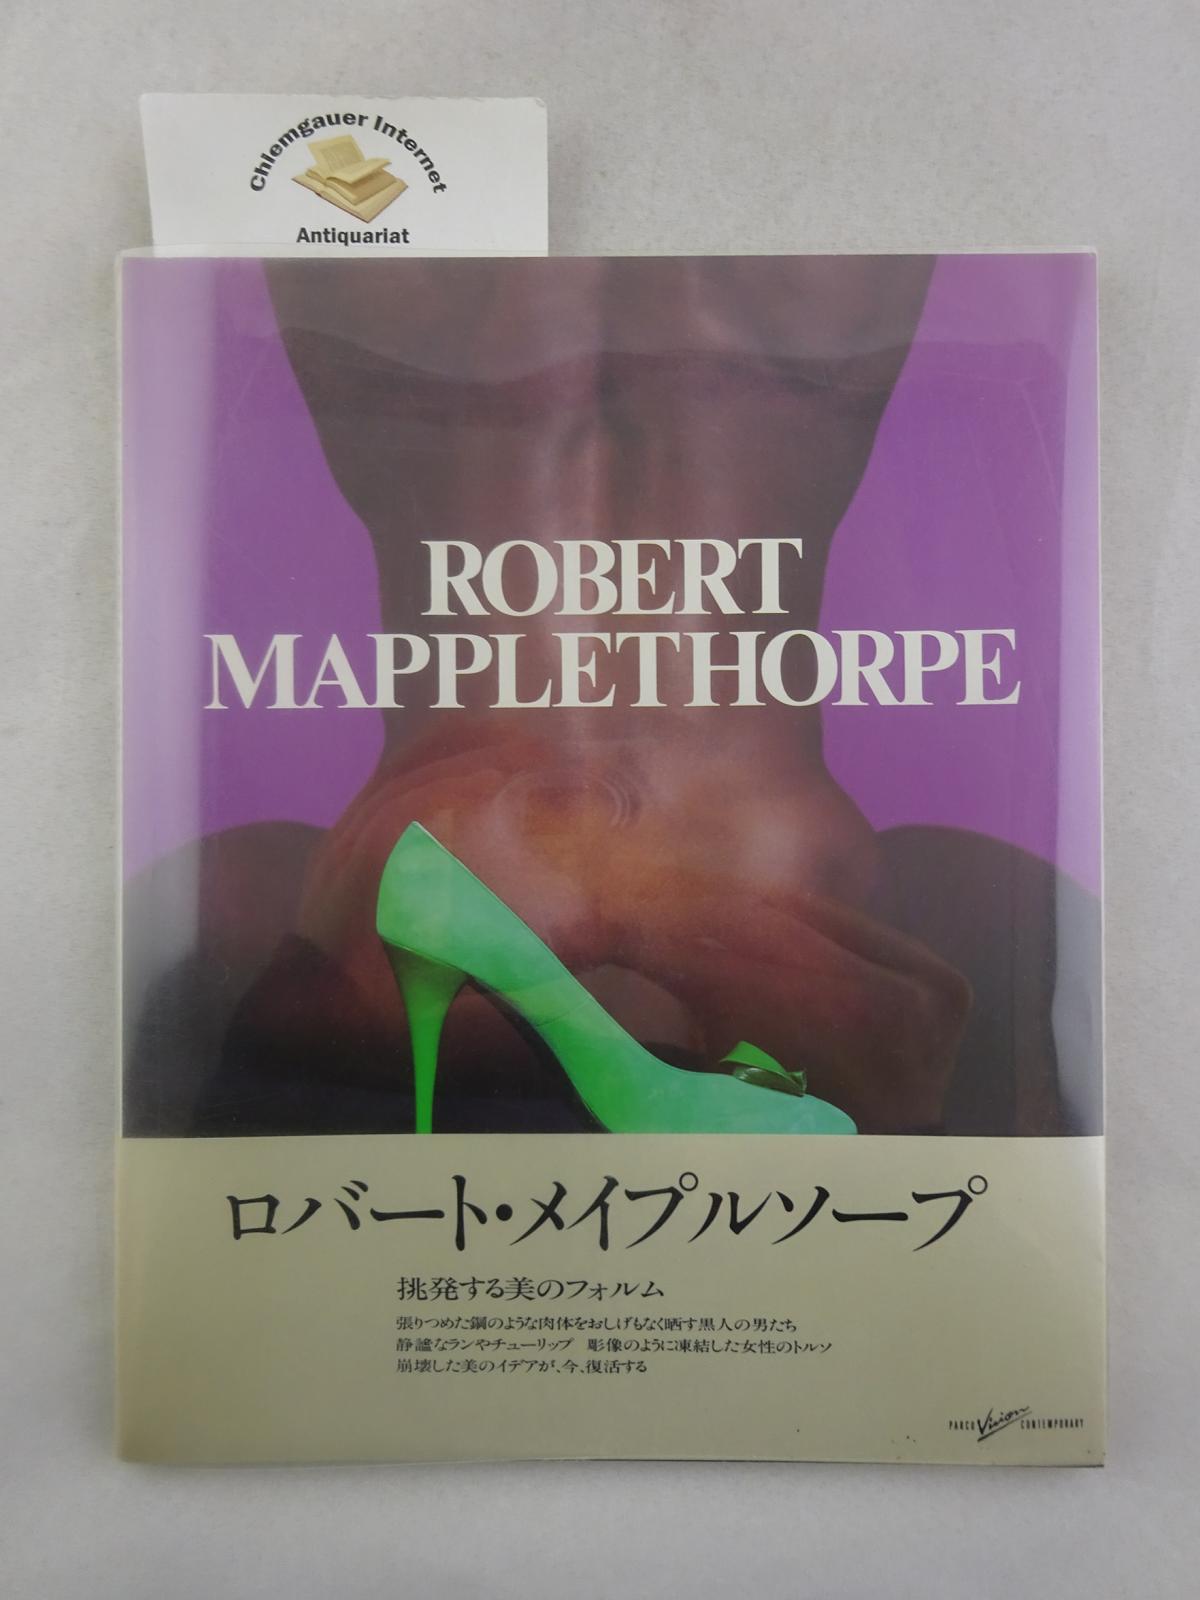 Chiemgauer Internet
Antiquariat
ROBERT
MAPPLETHORPE
ロバート・メイプルソープ
挑発する美のフォルム
張りつめた鋼のような肉体をおしげもなく晒す黒人の男たち
静謐なランやチューリップ　彫像のように凍結した女性のトルソ
崩壊した美のイデアが、今、復活する
PARCO Vision CONTEMPORARY